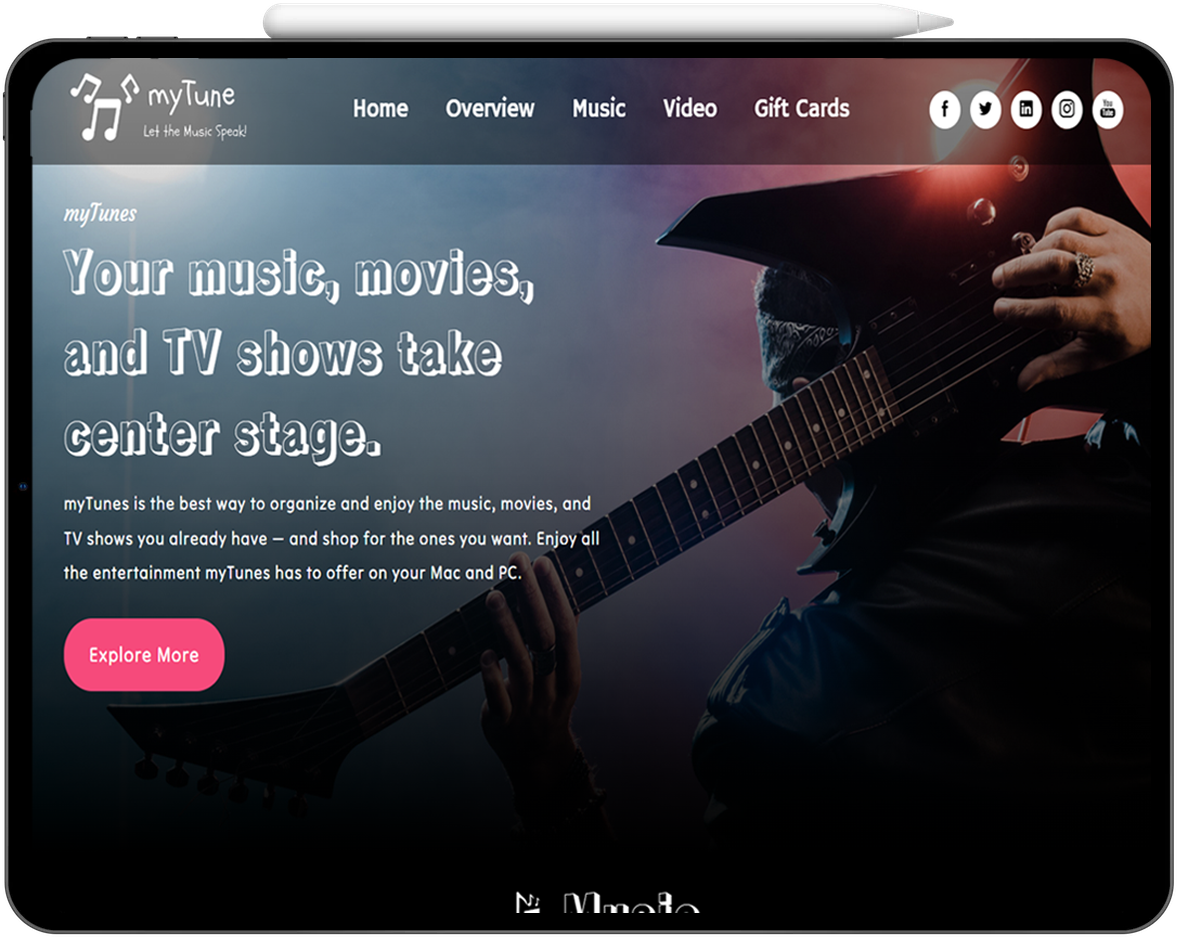 myTune
Let the Music Speak!
Home Overview Music Video Gift Cards
f in You Tube
myTunes
Your music, movies,
and TV shows take
center stage.
myTunes is the best way to organize and enjoy the music, movies, and
TV shows you already have – and shop for the ones you want. Enjoy all
the entertainment myTunes has to offer on your Mac and PC.
Explore More
Music